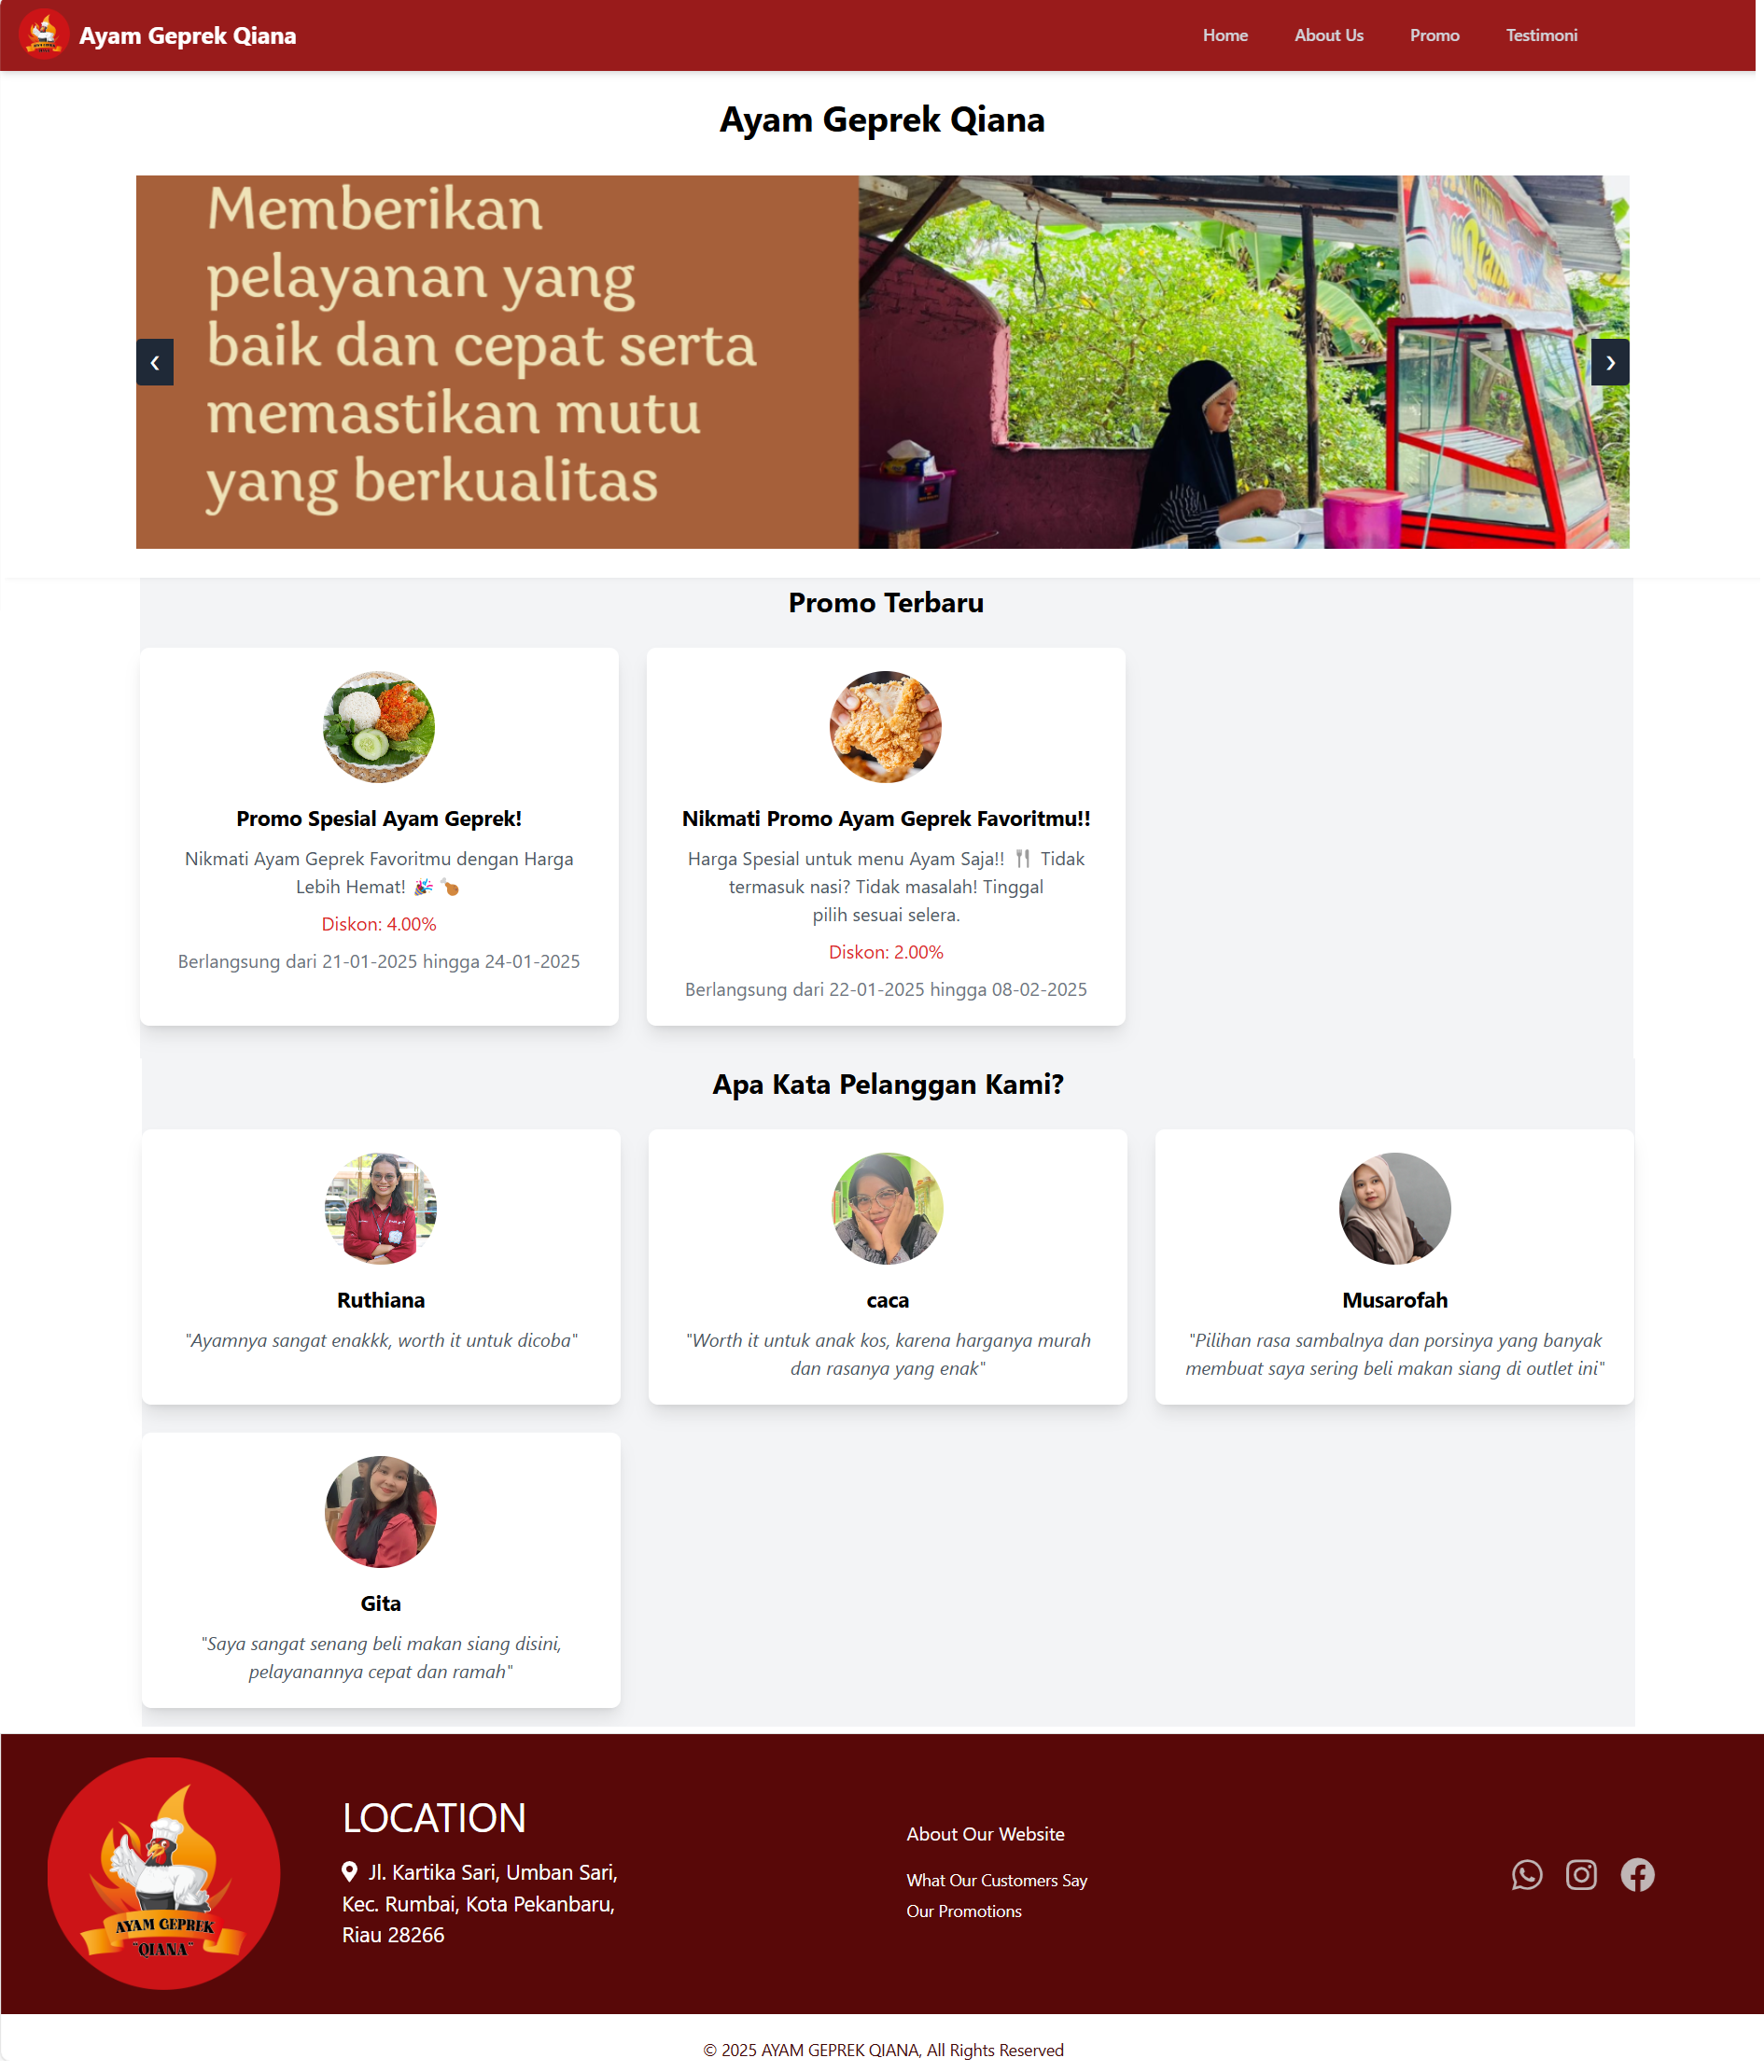 Ayam Geprek Qiana
Home
About Us
Promo
Testimoni
Ayam Geprek Qiana
Memberikan
pelayanan yang
baik dan cepat serta
memastikan mutu
yang berkualitas
"Qiana"
❮
❯
Promo Terbaru
Promo Spesial Ayam Geprek!
Nikmati Ayam Geprek Favoritmu dengan Harga
Lebih Hemat! 🎉 🍗
Diskon: 4.00%
Berlangsung dari 21-01-2025 hingga 24-01-2025
Nikmati Promo Ayam Geprek Favoritmu!!
Harga Spesial untuk menu Ayam Saja!! 🍴 Tidak
termasuk nasi? Tidak masalah! Tinggal
pilih sesuai selera.
Diskon: 2.00%
Berlangsung dari 22-01-2025 hingga 08-02-2025
Apa Kata Pelanggan Kami?
Ruthiana
"Ayamnya sangat enakkk, worth it untuk dicoba"
caca
"Worth it untuk anak kos, karena harganya murah
dan rasanya yang enak"
Musarofah
"Pilihan rasa sambalnya dan porsinya yang banyak
membuat saya sering beli makan siang di outlet ini"
Gita
"Saya sangat senang beli makan siang disini,
pelayanannya cepat dan ramah"
AYAM GEPREK
"QIANA"
LOCATION
Jl. Kartika Sari, Umban Sari,
Kec. Rumbai, Kota Pekanbaru,
Riau 28266
About Our Website
What Our Customers Say
Our Promotions
© 2025 AYAM GEPREK QIANA, All Rights Reserved